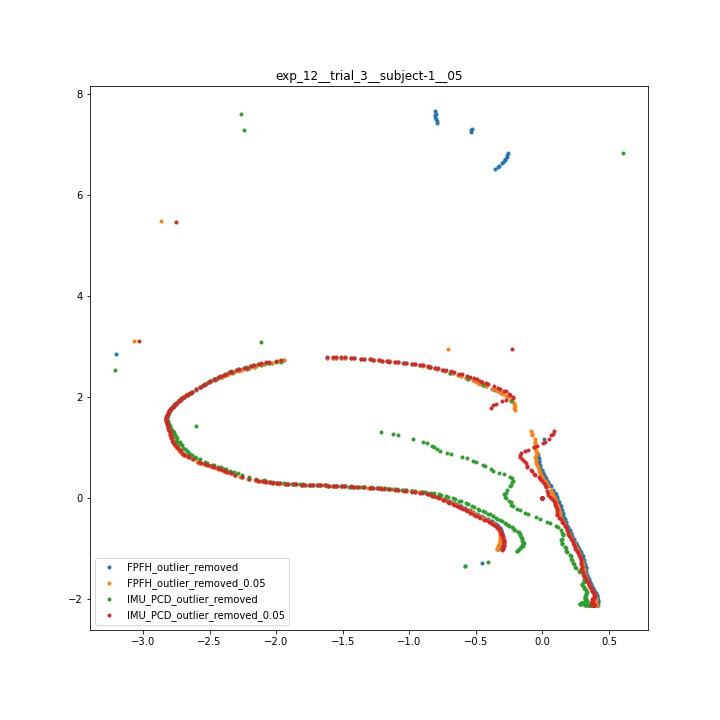 exp_12__trial_3__subject-1__05
8
6
4
2
0
−2
−3.0 −2.5 −2.0 −1.5 −1.0 −0.5 0.0 0.5
FPFH_outlier_removed
FPFH_outlier_removed_0.05
IMU_PCD_outlier_removed
IMU_PCD_outlier_removed_0.05